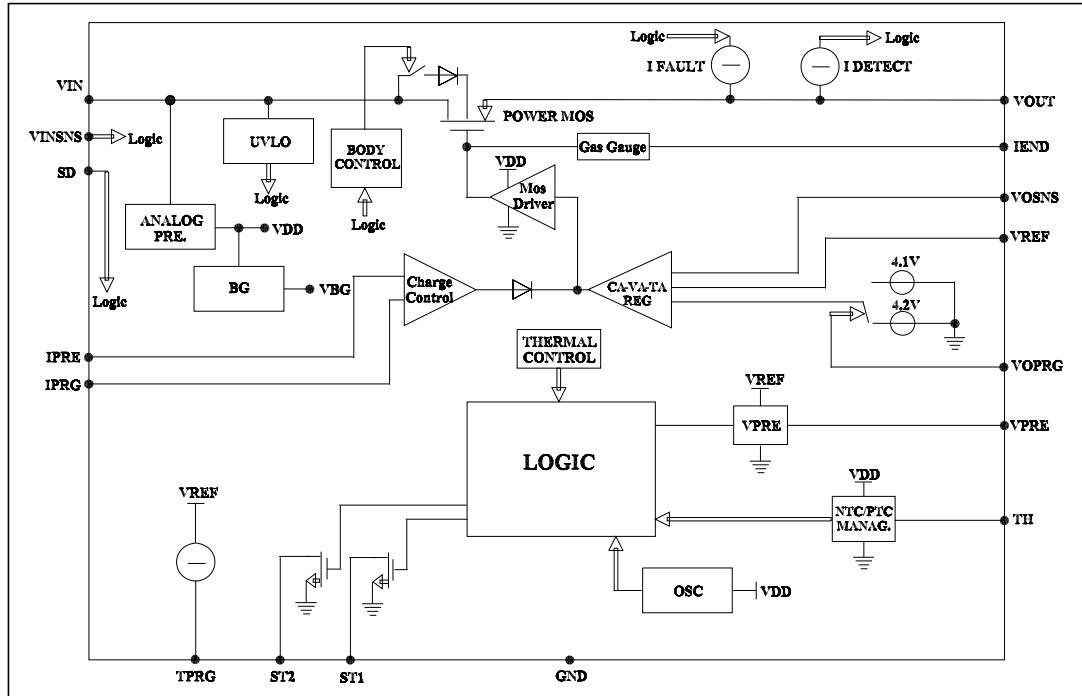 Logic
Logic
I FAULT
I DETECT
VIN
VOUT
POWER MOS
VINSNS
Logic
UVLO
BODY
CONTROL
Gas Gauge
IEND
SD
VDD
Mos
Driver
Logic
Logic
VOSNS
ANALOG
PRE.
VDD
VREF
4.1V
BG
VBG
Charge
Control
CA-VA-TA
REG
4.2V
Logic
THERMAL
CONTROL
IPRE
VOPRG
IPRG
VREF
VPRE
VPRE
LOGIC
VDD
VREF
NTC/PTC
MANAG.
TH
OSC
VDD
TPRG
ST2
ST1
GND